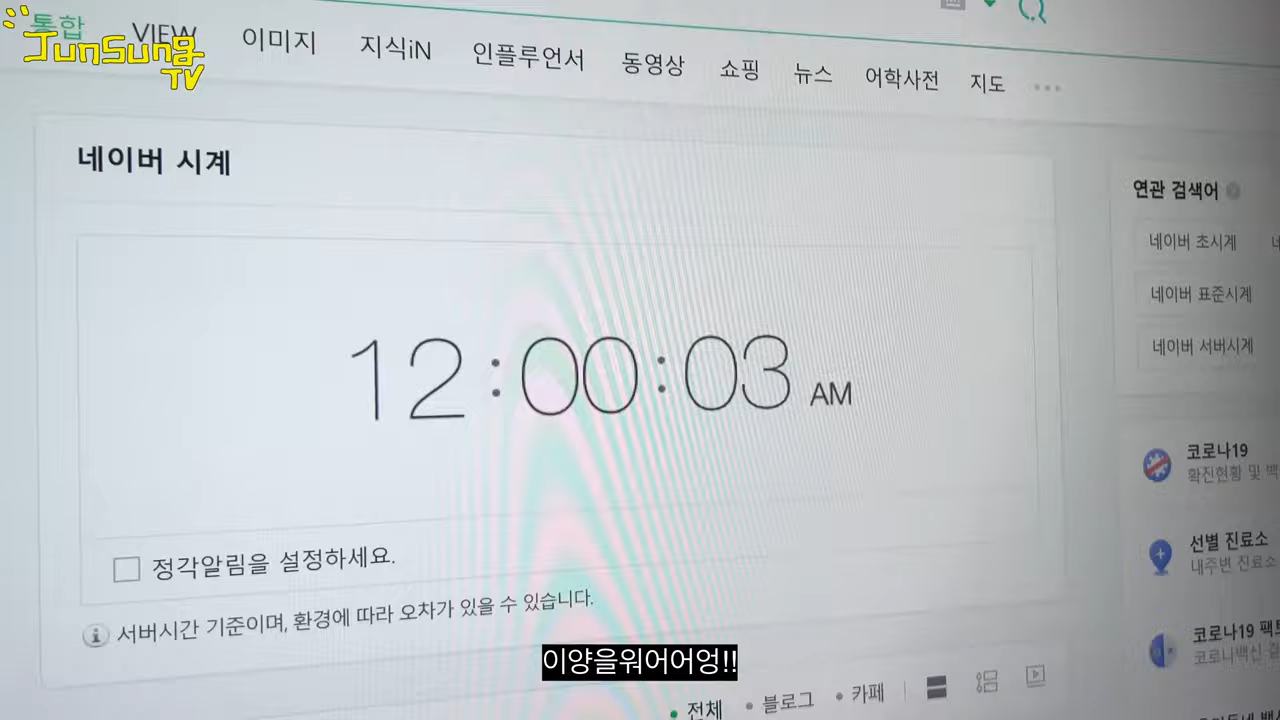 통합 VIEW 이미지 지식iN 인플루언서 동영상 쇼핑 뉴스 어학사전 지도
JunSung
TV
네이버 시계
12:00:03 AM
정각알림을 설정하세요.
서버시간 기준이며, 환경에 따라 오차가 있을 수 있습니다.
전체 블로그 카페
연관 검색어
네이버 초시계
네이버 표준시계
네이버 서버시계
코로나19
확진현황 및
선별 진료소
내주변 진료소
코로나19
코로나백신
이양을워어어엉!!